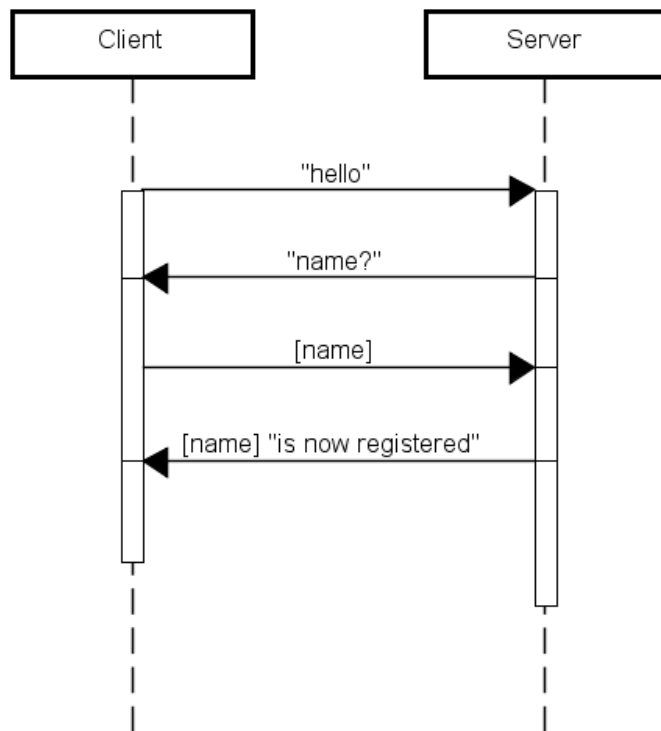 Client
Server
"hello"
"name?"
[name]
[name] "is now registered"